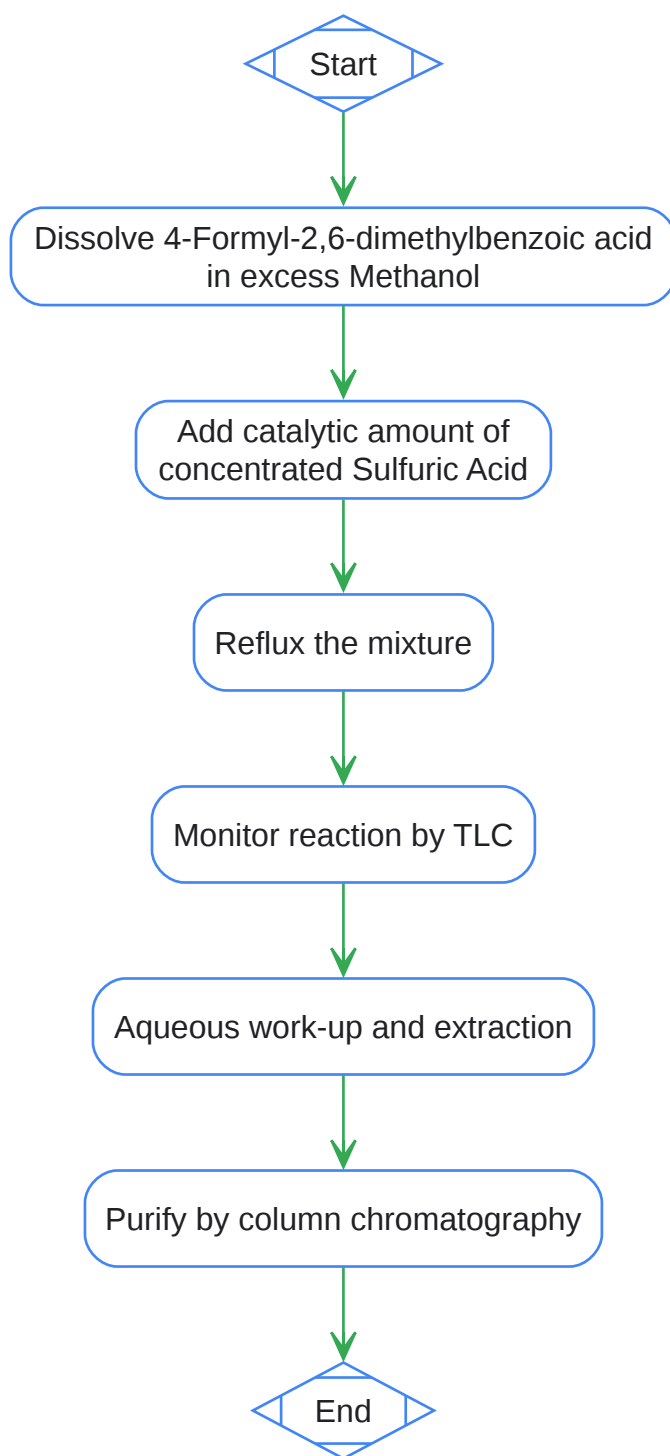 Start
Dissolve 4-Formyl-2,6-dimethylbenzoic acid
in excess Methanol
Add catalytic amount of
concentrated Sulfuric Acid
Reflux the mixture
Monitor reaction by TLC
Aqueous work-up and extraction
Purify by column chromatography
End